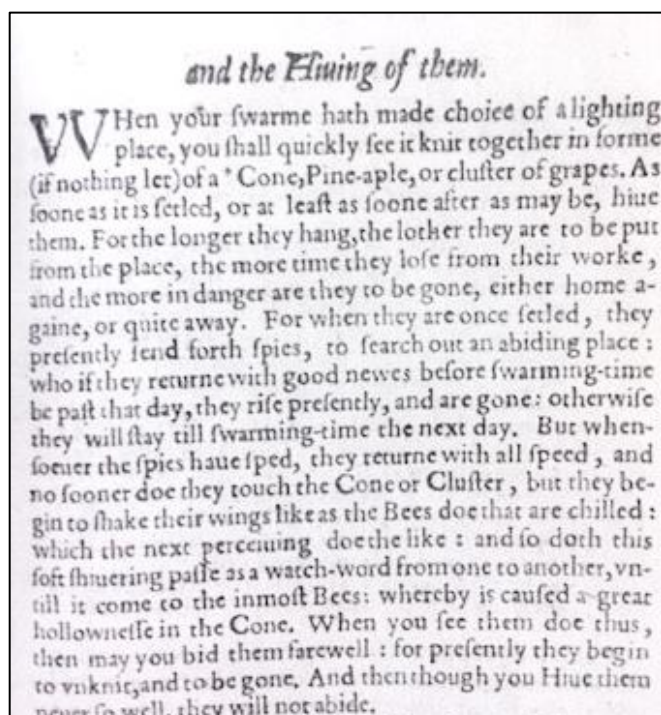 and the Hiuing of them.
VVHen your ſwarme hath made choice of a lighting
place, you ſhall quickly ſee it knit together in forme
(if nothing let) of a * Cone, Pine-aple, or cluſter of grapes. As
ſoone as it is ſetled, or at leaſt as ſoone after as may be, hiue
them. For the longer they hang, the lother they are to be put
from the place, the more time they loſe from their worke,
and the more in danger are they to be gone, either home a-
gaine, or quite away. For when they are once ſetled, they
preſently ſend forth ſpies, to ſearch out an abiding place:
who if they returne with good newes before ſwarming-time
be paſt that day, they riſe preſently, and are gone: otherwiſe
they will ſtay till ſwarming-time the next day. But when-
ſoeuer the ſpies haue ſped, they returne with all ſpeed, and
no ſooner doe they touch the Cone or Cluſter, but they be-
gin to ſhake their wings like as the Bees doe that are chilled:
which the next perceiuing doe the like: and ſo doth this
ſoft ſhiuering paſſe as a watch-word from one to another, vn-
till it come to the inmoſt Bees: whereby is cauſed a great
hollowneſſe in the Cone. When you ſee them doe thus,
then may you bid them farewell: for preſently they begin
to vnknit, and to be gone. And then though you Hiue them
neuer ſo well, they will not abide.